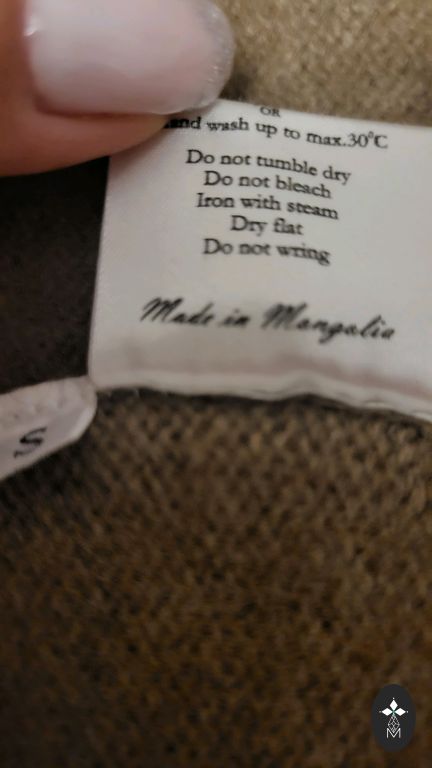 OR
and wash up to max.30°C
Do not tumble dry
Do not bleach
Iron with steam
Dry flat
Do not wring
Made in Mongolia
S
M